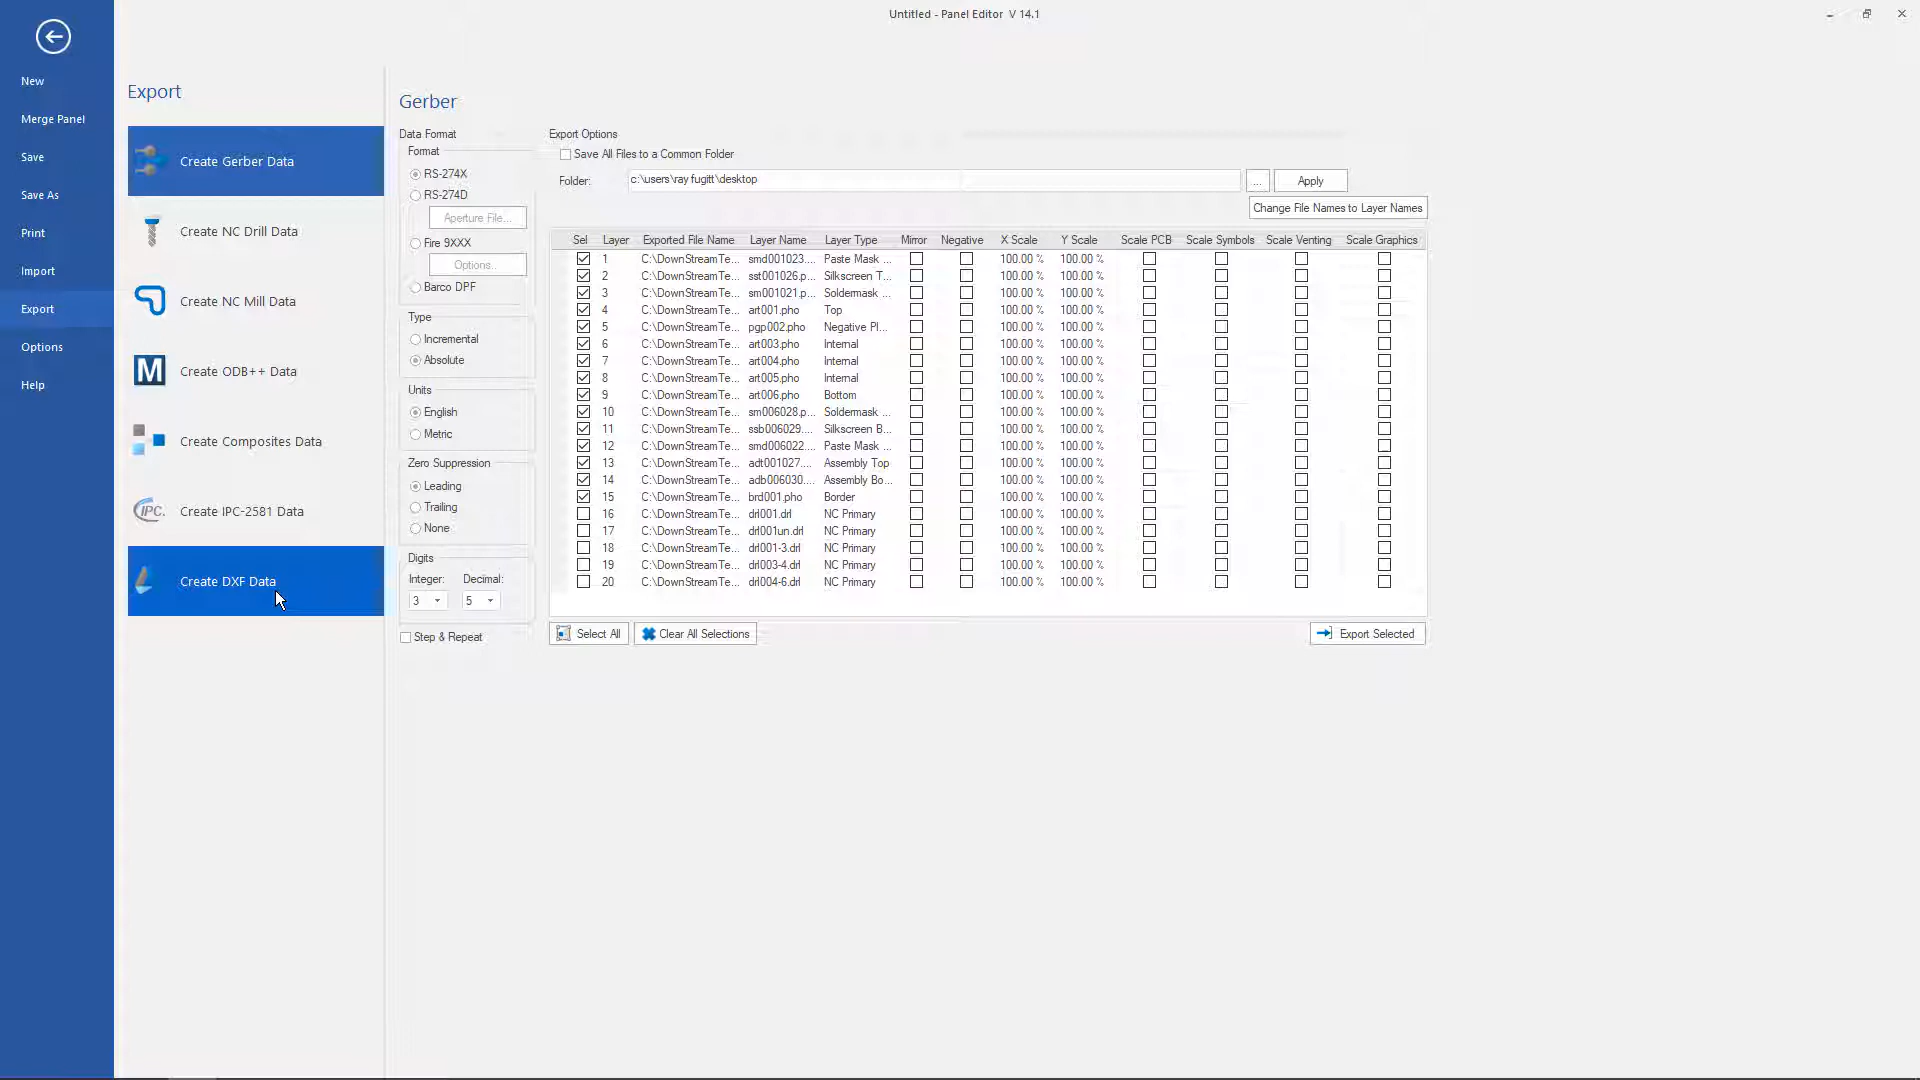 Untitled - Panel Editor V 14.1
New
Merge Panel
Save
Save As
Print
Import
Export
Options
Help
Export
Create Gerber Data
Create NC Drill Data
Create NC Mill Data
M Create ODB++ Data
Create Composites Data
IPC. Create IPC-2581 Data
Create DXF Data
Gerber
Data Format
Format
RS-274X
RS-274D
Aperture File...
Fire 9XXX
Options..
Barco DPF
Type
Incremental
Absolute
Units
English
Metric
Zero Suppression
Leading
Trailing
None
Digits
Integer: Decimal:
3 5
Step & Repeat
Export Options
Save All Files to a Common Folder
Folder: c:\users\ray fugitt\desktop ... Apply
Change File Names to Layer Names
Sel Layer Exported File Name Layer Name Layer Type Mirror Negative X Scale Y Scale Scale PCB Scale Symbols Scale Venting Scale Graphics
1 C:\DownStreamTe... smd001023.... Paste Mask ... 100.00 % 100.00 %
2 C:\DownStreamTe... sst001026.p... Silkscreen T... 100.00 % 100.00 %
3 C:\DownStreamTe... sm001021.p... Soldermask ... 100.00 % 100.00 %
4 C:\DownStreamTe... art001.pho Top 100.00 % 100.00 %
5 C:\DownStreamTe... pgp002.pho Negative Pl... 100.00 % 100.00 %
6 C:\DownStreamTe... art003.pho Internal 100.00 % 100.00 %
7 C:\DownStreamTe... art004.pho Internal 100.00 % 100.00 %
8 C:\DownStreamTe... art005.pho Internal 100.00 % 100.00 %
9 C:\DownStreamTe... art006.pho Bottom 100.00 % 100.00 %
10 C:\DownStreamTe... sm006028.p... Soldermask ... 100.00 % 100.00 %
11 C:\DownStreamTe... ssb006029.... Silkscreen B... 100.00 % 100.00 %
12 C:\DownStreamTe... smd006022.... Paste Mask ... 100.00 % 100.00 %
13 C:\DownStreamTe... adt001027.... Assembly Top 100.00 % 100.00 %
14 C:\DownStreamTe... adb006030.... Assembly Bo... 100.00 % 100.00 %
15 C:\DownStreamTe... brd001.pho Border 100.00 % 100.00 %
16 C:\DownStreamTe... drl001.drl NC Primary 100.00 % 100.00 %
17 C:\DownStreamTe... drl001un.drl NC Primary 100.00 % 100.00 %
18 C:\DownStreamTe... drl001-3.drl NC Primary 100.00 % 100.00 %
19 C:\DownStreamTe... drl003-4.drl NC Primary 100.00 % 100.00 %
20 C:\DownStreamTe... drl004-6.drl NC Primary 100.00 % 100.00 %
Select All Clear All Selections Export Selected